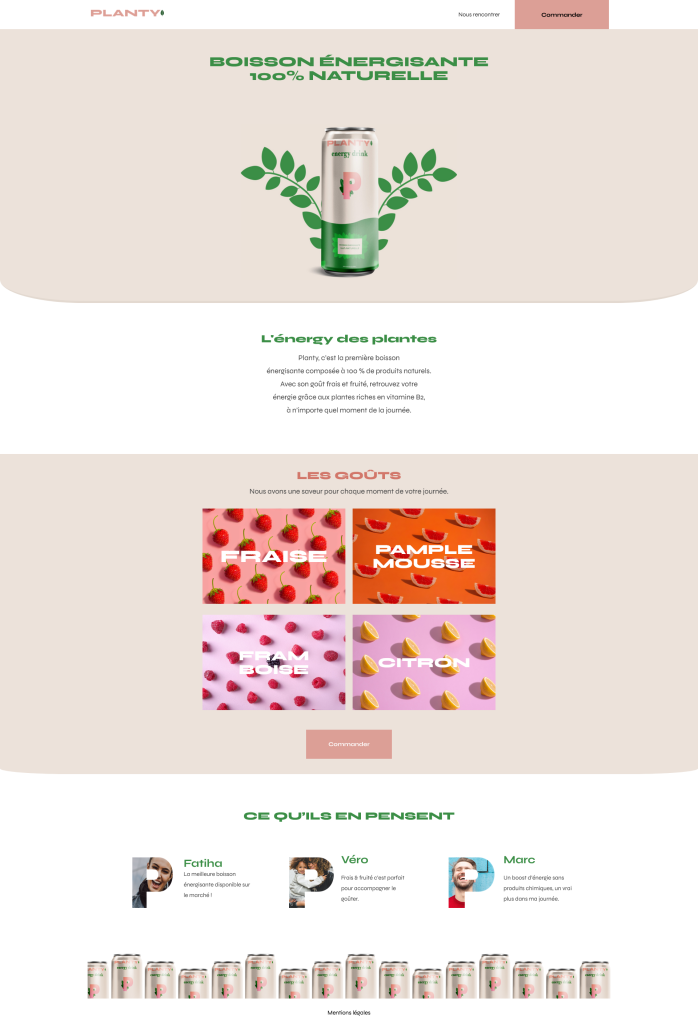 PLANTY
Nous rencontrer
Commander
BOISSON ÉNERGISANTE
100% NATURELLE
PLANTY
energy drink
P
L'énergy des plantes
Planty, c'est la première boisson
énergisante composée à 100 % de produits naturels.
Avec son goût frais et fruité, retrouvez votre
énergie grâce aux plantes riches en vitamine B2,
à n'importe quel moment de la journée.
LES GOÛTS
Nous avons une saveur pour chaque moment de votre journée.
FRAISE
PAMPLE
MOUSSE
FRAM
BOISE
CITRON
Commander
CE QU'ILS EN PENSENT
Fatiha
La meilleure boisson
énergisante disponible sur
le marché !
Véro
Frais & fruité c'est parfait
pour accompagner le
goûter.
Marc
Un boost d'énergie sans
produits chimiques, un vrai
plus dans ma journée.
Mentions légales